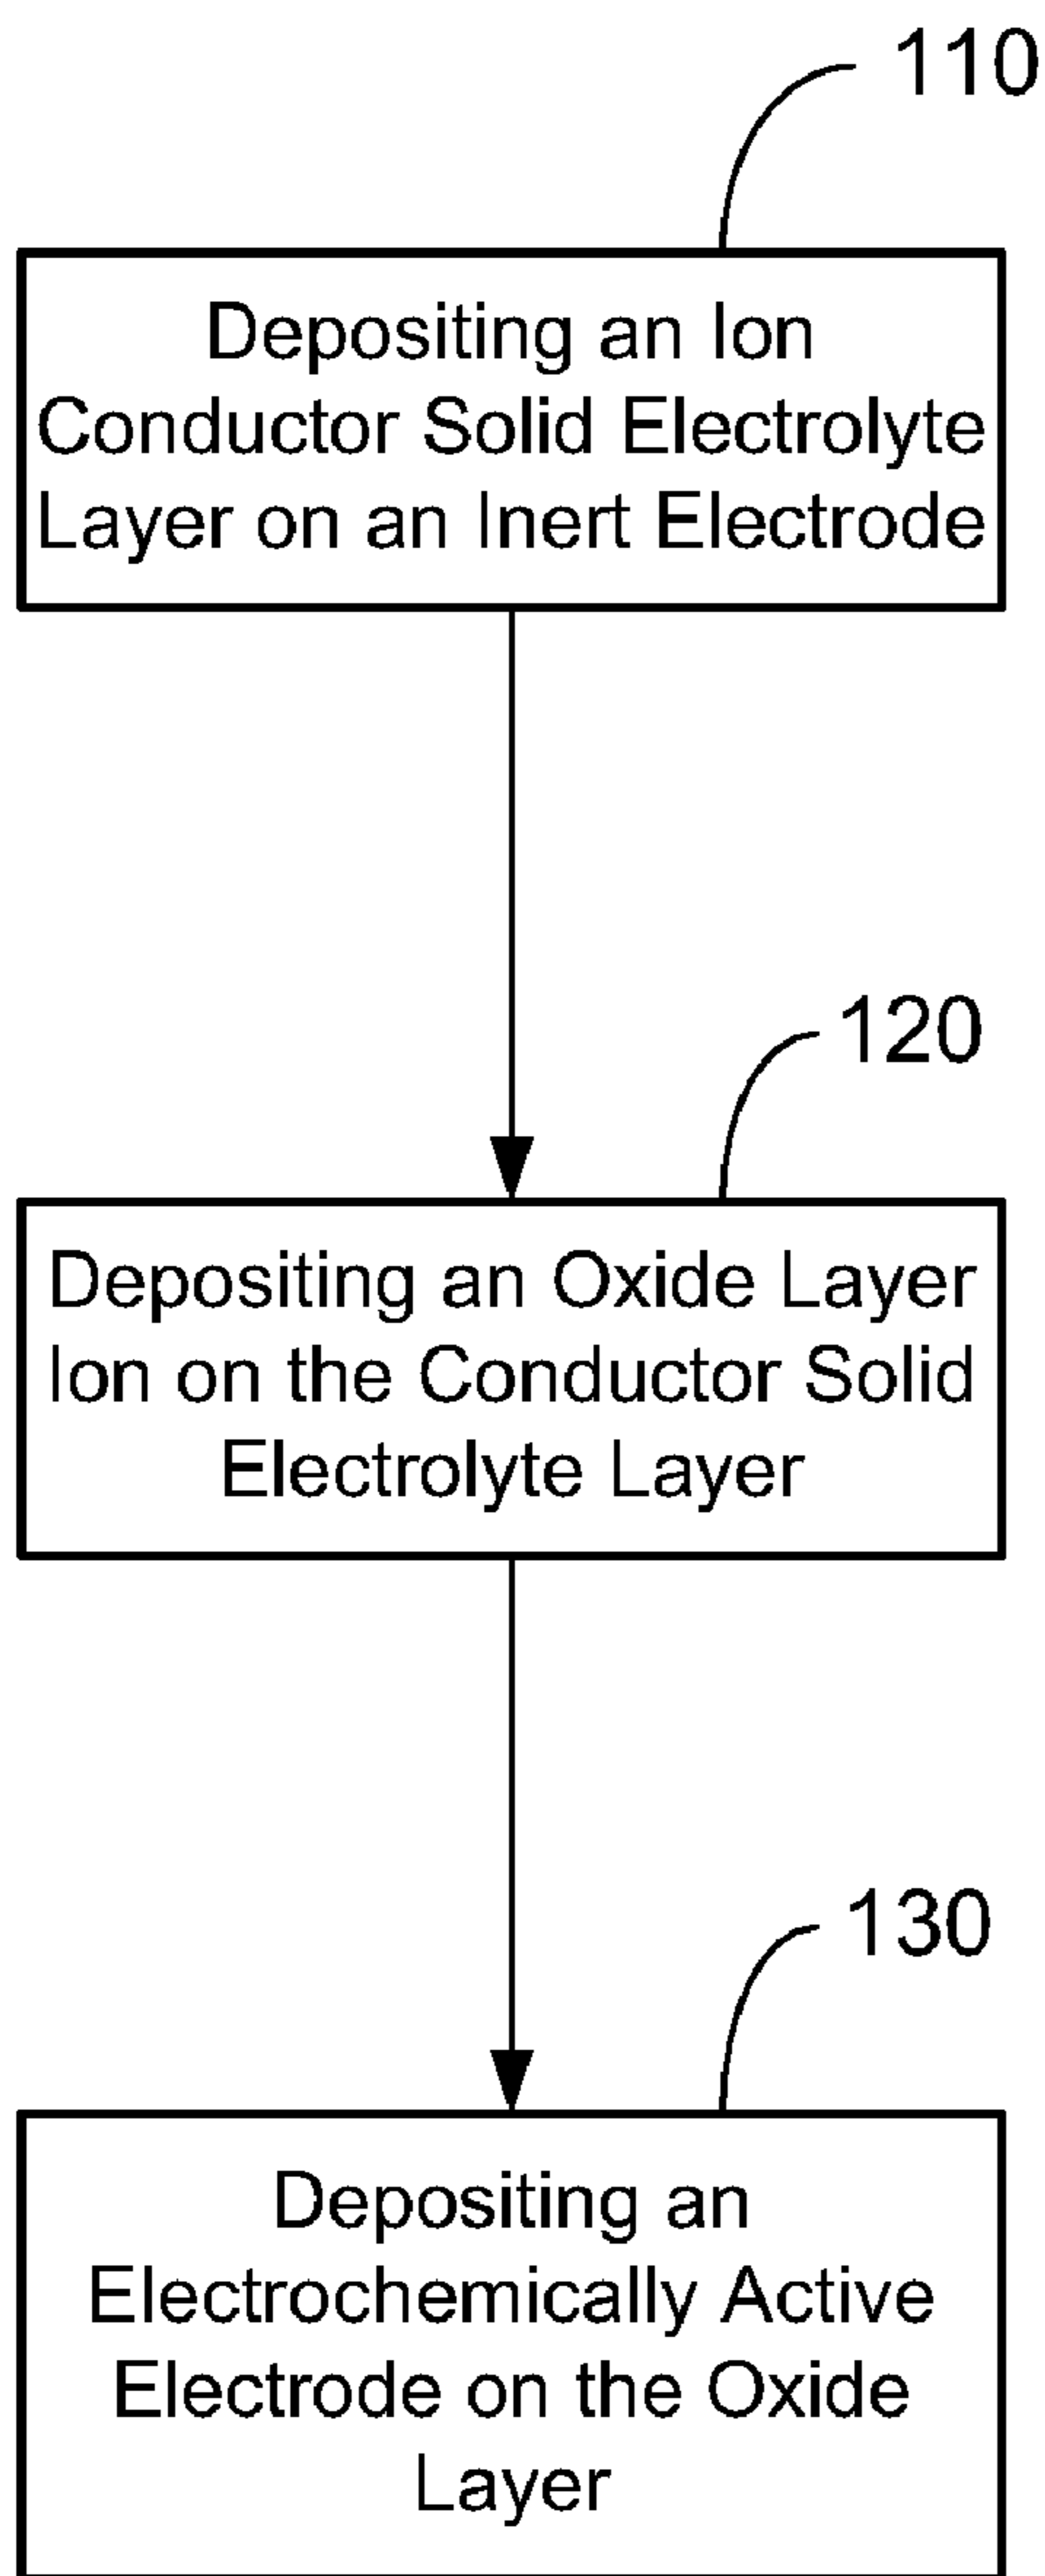 110
Depositing an Ion
Conductor Solid Electrolyte
Layer on an Inert Electrode
120
Depositing an Oxide Layer
Ion on the Conductor Solid
Electrolyte Layer
130
Depositing an
Electrochemically Active
Electrode on the Oxide
Layer